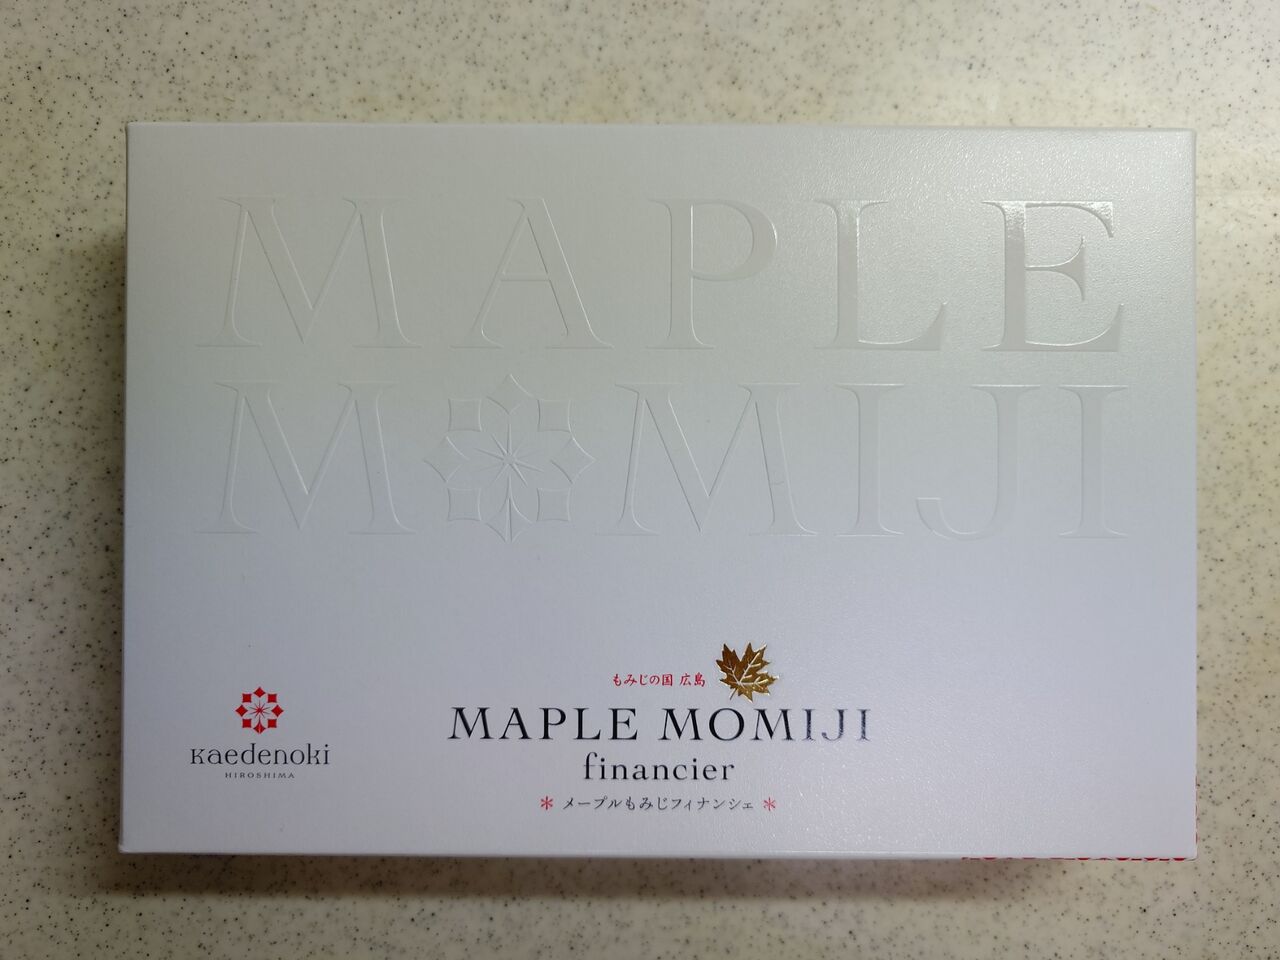 MAPLE
MOMIJI
もみじの国 広島
MAPLE MOMIJI
financier
* メープルもみじフィナンシェ *
Kaedenoki
HIROSHIMA